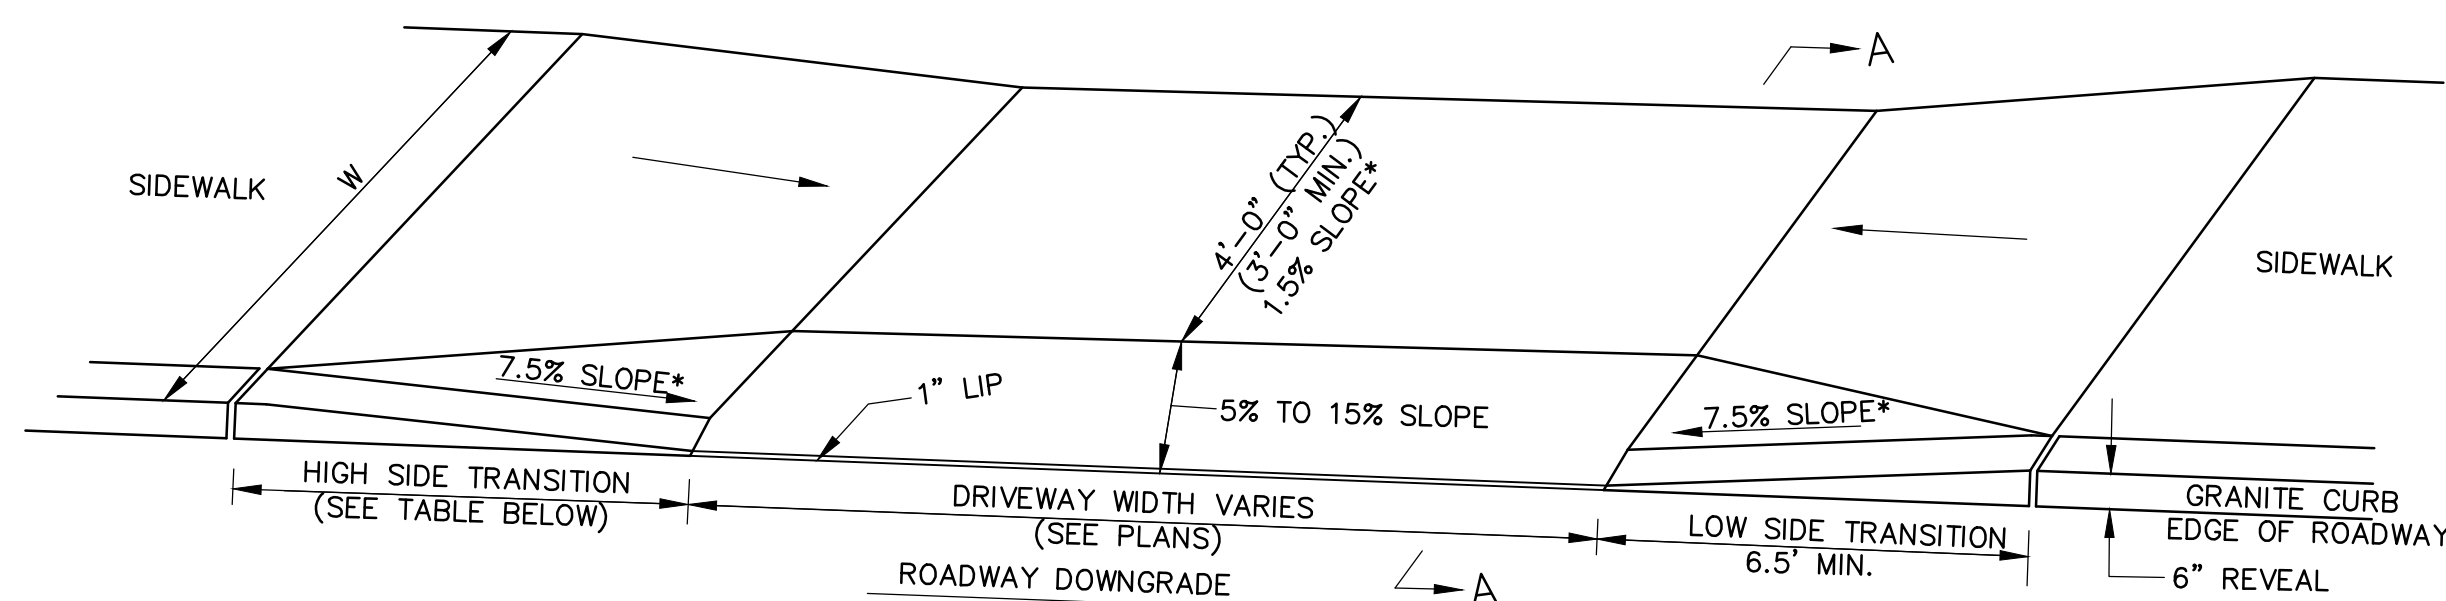 A
SIDEWALK
W
4'-0" (TYP.)
(3'-0" MIN.)
1.5% SLOPE*
SIDEWALK
7.5% SLOPE*
1" LIP
5% TO 15% SLOPE
7.5% SLOPE*
HIGH SIDE TRANSITION
(SEE TABLE BELOW)
DRIVEWAY WIDTH VARIES
(SEE PLANS)
LOW SIDE TRANSITION
6.5' MIN.
GRANITE CURB
EDGE OF ROADWAY
6" REVEAL
ROADWAY DOWNGRADE
A